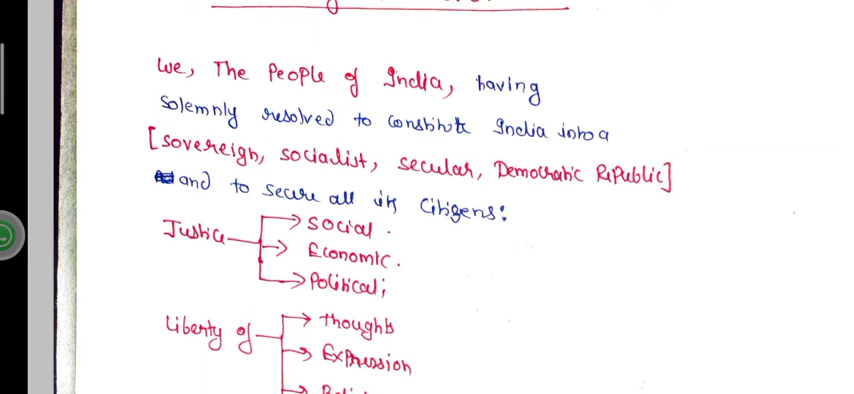 We, The People of India, having
solemnly resolved to constitute India into a
[Sovereign, socialist, secular, Democratic Republic]
and to secure all its Citizens:
Justice
Social.
Economic.
Political;
Liberty of
Thoughts
Expression